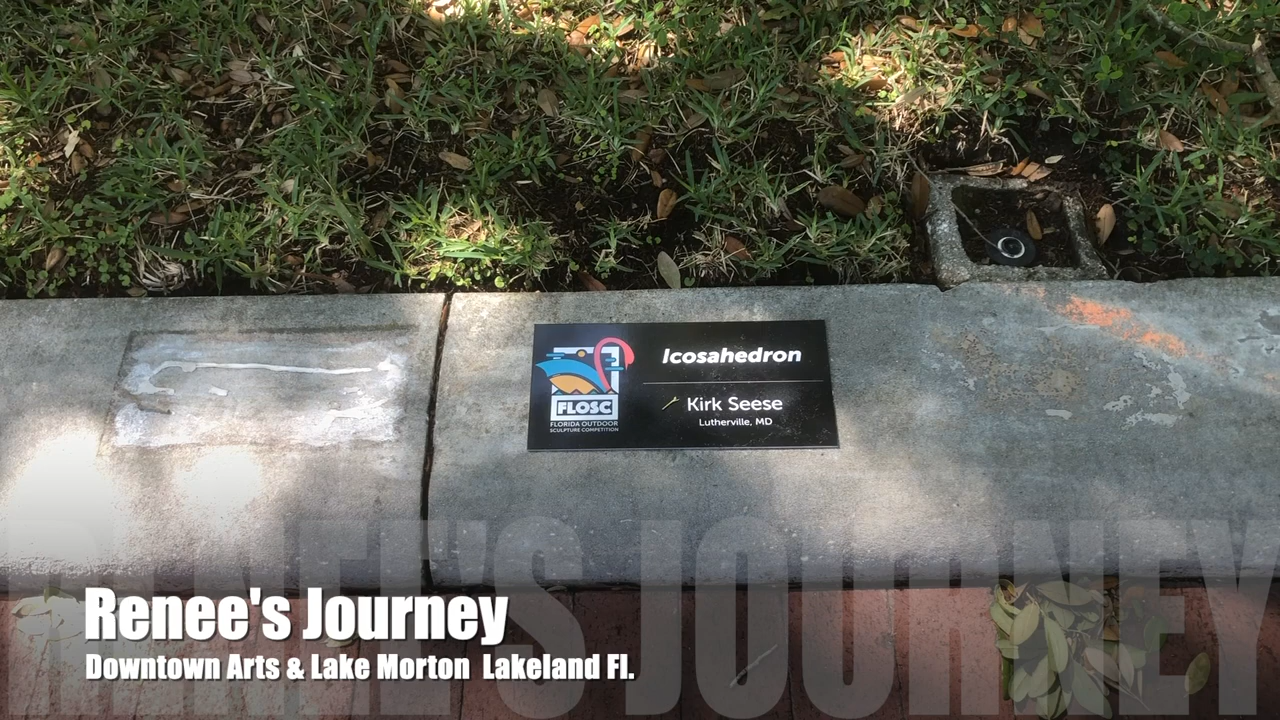 Icosahedron
Kirk Seese
Lutherville, MD
FLOSC
FLORIDA OUTDOOR
SCULPTURE COMPETITION
RENEE'S JOURNEY
Renee's Journey
Downtown Arts & Lake Morton  Lakeland Fl.